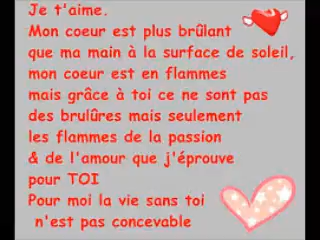 Je t'aime.
Mon coeur est plus brûlant
que ma main à la surface de soleil,
mon coeur est en flammes
mais grâce à toi ce ne sont pas
des brulûres mais seulement
les flammes de la passion
& de l'amour que j'éprouve
pour TOI
Pour moi la vie sans toi
n'est pas concevable